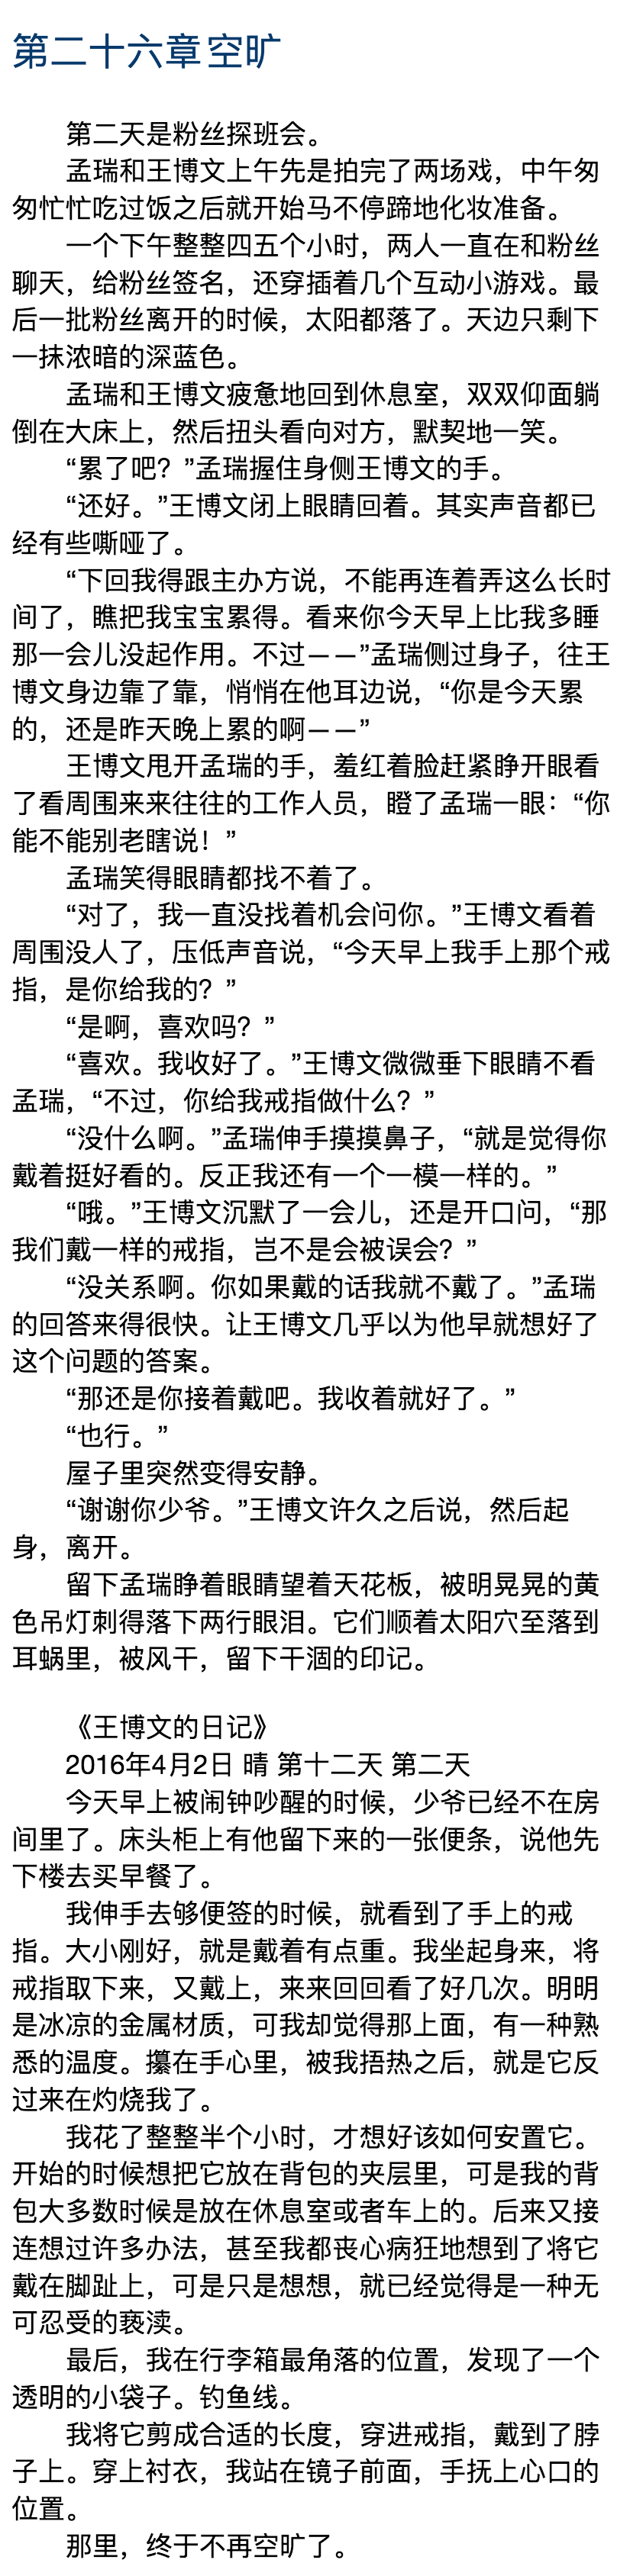 第二十六章 空旷
第二天是粉丝探班会。
孟瑞和王博文上午先是拍完了两场戏，中午匆
匆忙忙吃过饭之后就开始马不停蹄地化妆准备。
一个下午整整四五个小时，两人一直在和粉丝
聊天，给粉丝签名，还穿插着几个互动小游戏。最
后一批粉丝离开的时候，太阳都落了。天边只剩下
一抹浓暗的深蓝色。
孟瑞和王博文疲惫地回到休息室，双双仰面躺
倒在大床上，然后扭头看向对方，默契地一笑。
“累了吧？”孟瑞握住身侧王博文的手。
“还好。”王博文闭上眼睛回着。其实声音都已
经有些嘶哑了。
“下回我得跟主办方说，不能再连着弄这么长时
间了，瞧把我宝宝累得。看来你今天早上比我多睡
那一会儿没起作用。不过——”孟瑞侧过身子，往王
博文身边靠了靠，悄悄在他耳边说，“你是今天累
的，还是昨天晚上累的啊——”
王博文甩开孟瑞的手，羞红着脸赶紧睁开眼看
了看周围来来往往的工作人员，瞪了孟瑞一眼：“你
能不能别老瞎说！”
孟瑞笑得眼睛都找不着了。
“对了，我一直没找着机会问你。”王博文看着
周围没人了，压低声音说，“今天早上我手上那个戒
指，是你给我的？”
“是啊，喜欢吗？”
“喜欢。我收好了。”王博文微微垂下眼睛不看
孟瑞，“不过，你给我戒指做什么？”
“没什么啊。”孟瑞伸手摸摸鼻子，“就是觉得你
戴着挺好看的。反正我还有一个一模一样的。”
“哦。”王博文沉默了一会儿，还是开口问，“那
我们戴一样的戒指，岂不是会被误会？”
“没关系啊。你如果戴的话我就不戴了。”孟瑞
的回答来得很快。让王博文几乎以为他早就想好了
这个问题的答案。
“那还是你接着戴吧。我收着就好了。”
“也行。”
屋子里突然变得安静。
“谢谢你少爷。”王博文许久之后说，然后起
身，离开。
留下孟瑞睁着眼睛望着天花板，被明晃晃的黄
色吊灯刺得落下两行眼泪。它们顺着太阳穴至落到
耳蜗里，被风干，留下干涸的印记。
《王博文的日记》
2016年4月2日 晴 第十二天 第二天
今天早上被闹钟吵醒的时候，少爷已经不在房
间里了。床头柜上有他留下来的一张便条，说他先
下楼去买早餐了。
我伸手去够便签的时候，就看到了手上的戒
指。大小刚好，就是戴着有点重。我坐起身来，将
戒指取下来，又戴上，来来回回看了好几次。明明
是冰凉的金属材质，可我却觉得那上面，有一种熟
悉的温度。攥在手心里，被我捂热之后，就是它反
过来在灼烧我了。
我花了整整半个小时，才想好该如何安置它。
开始的时候想把它放在背包的夹层里，可是我的背
包大多数时候是放在休息室或者车上的。后来又接
连想过许多办法，甚至我都丧心病狂地想到了将它
戴在脚趾上，可是只是想想，就已经觉得是一种无
可忍受的亵渎。
最后，我在行李箱最角落的位置，发现了一个
透明的小袋子。钓鱼线。
我将它剪成合适的长度，穿进戒指，戴到了脖
子上。穿上衬衣，我站在镜子前面，手抚上心口的
位置。
那里，终于不再空旷了。